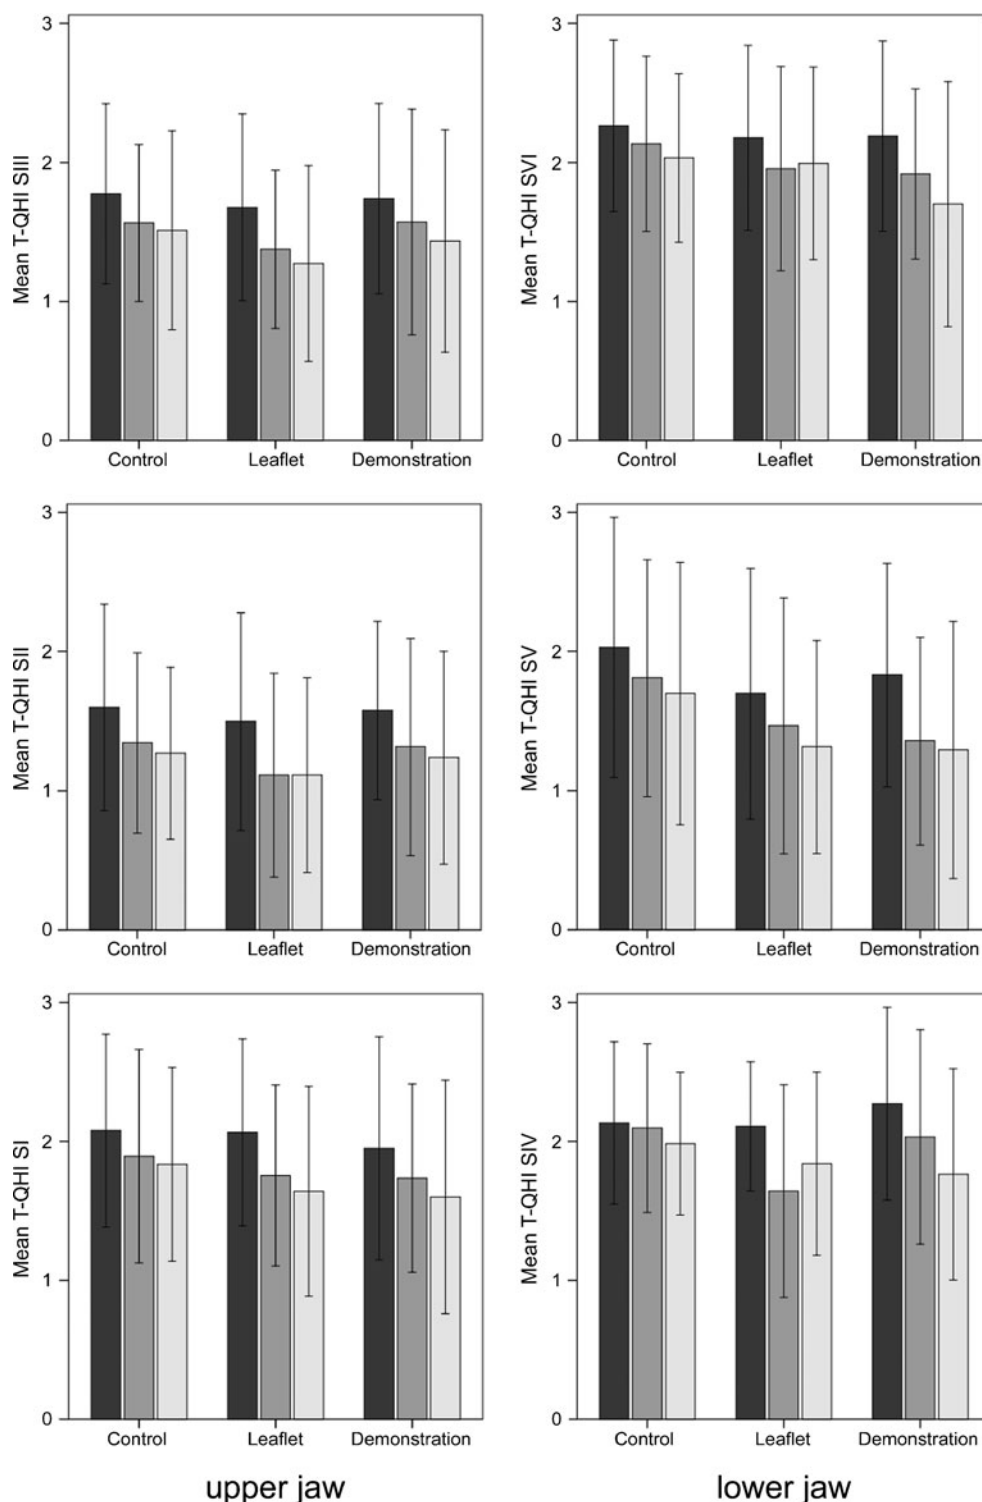 3
2
1
0
Mean T-QHI SIII
Control Leaflet Demonstration
3
2
1
0
Mean T-QHI SVI
Control Leaflet Demonstration
3
2
1
0
Mean T-QHI SII
Control Leaflet Demonstration
3
2
1
0
Mean T-QHI SV
Control Leaflet Demonstration
3
2
1
0
Mean T-QHI SI
Control Leaflet Demonstration
3
2
1
0
Mean T-QHI SIV
Control Leaflet Demonstration
upper jaw
lower jaw